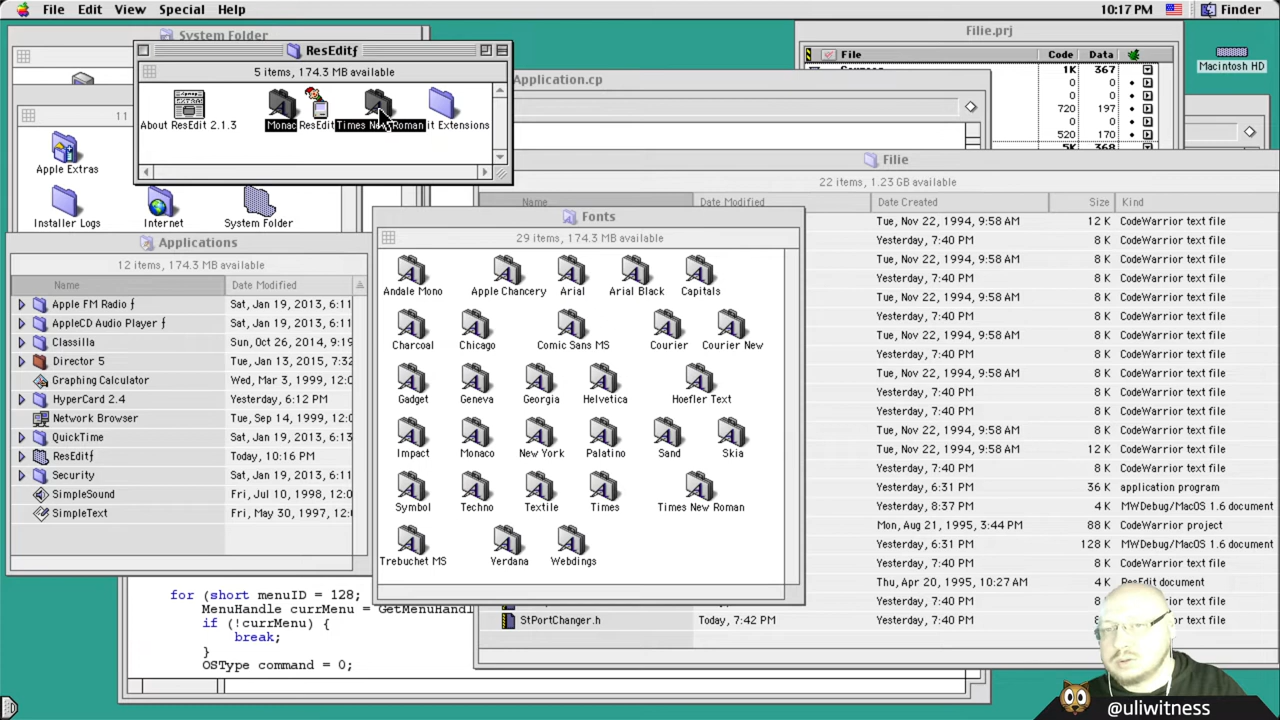 File Edit View Special Help
10:17 PM Finder
System Folder
ResEditƒ
5 items, 174.3 MB available
About ResEdit 2.1.3
Monac
ResEdit
Times New Roman
it Extensions
Application.cp
Filie.prj
File Code Data
Sources 1K 367
0 0
0 0
720 197
0 0
520 170
5K 368
Macintosh HD
11
Apple Extras
Installer Logs
Internet
System Folder
Applications
12 items, 174.3 MB available
Name Date Modified
Apple FM Radio ƒ Sat, Jan 19, 2013, 6:11
AppleCD Audio Player ƒ Sat, Jan 19, 2013, 6:11
Classilla Sun, Oct 26, 2014, 9:19
Director 5 Tue, Jan 13, 2015, 7:32
Graphing Calculator Wed, Mar 3, 1999, 12:0
HyperCard 2.4 Yesterday, 6:12 PM
Network Browser Tue, Sep 14, 1999, 12:0
QuickTime Sat, Jan 19, 2013, 6:13
ResEditƒ Today, 10:16 PM
Security Sat, Jan 19, 2013, 6:11
SimpleSound Fri, Jul 10, 1998, 12:0
SimpleText Fri, May 30, 1997, 12:0
Fonts
29 items, 174.3 MB available
Andale Mono Apple Chancery Arial Arial Black Capitals
Charcoal Chicago Comic Sans MS Courier Courier New
Gadget Geneva Georgia Helvetica Hoefler Text
Impact Monaco New York Palatino Sand Skia
Symbol Techno Textile Times Times New Roman
Trebuchet MS Verdana Webdings
Filie
22 items, 1.23 GB available
Name Date Modified Date Created Size Kind
Tue, Nov 22, 1994, 9:58 AM 12 K CodeWarrior text file
Yesterday, 7:40 PM 8 K CodeWarrior text file
Tue, Nov 22, 1994, 9:58 AM 8 K CodeWarrior text file
Yesterday, 7:40 PM 8 K CodeWarrior text file
Tue, Nov 22, 1994, 9:58 AM 8 K CodeWarrior text file
Yesterday, 7:40 PM 8 K CodeWarrior text file
Tue, Nov 22, 1994, 9:58 AM 8 K CodeWarrior text file
Yesterday, 7:40 PM 8 K CodeWarrior text file
Tue, Nov 22, 1994, 9:58 AM 8 K CodeWarrior text file
Yesterday, 7:40 PM 8 K CodeWarrior text file
Yesterday, 7:40 PM 8 K CodeWarrior text file
Tue, Nov 22, 1994, 9:58 AM 8 K CodeWarrior text file
Tue, Nov 22, 1994, 9:58 AM 12 K CodeWarrior text file
Yesterday, 7:40 PM 8 K CodeWarrior text file
Yesterday, 6:31 PM 36 K application program
Yesterday, 8:37 PM 4 K MWDebug/MacOS 1.6 document
Mon, Aug 21, 1995, 3:44 PM 88 K CodeWarrior project
Yesterday, 6:31 PM 128 K MWDebug/MacOS 1.6 document
Yesterday, 7:40 PM 8 K CodeWarrior text file
Thu, Apr 20, 1995, 10:27 AM 4 K ResEdit document
Yesterday, 7:40 PM
StPortChanger.h Today, 7:42 PM Yesterday, 7:40 PM
for (short menuID = 128;
MenuHandle currMenu = GetMenuHandl
if (!currMenu) {
break;
}
OSType command = 0;
@uliwitness